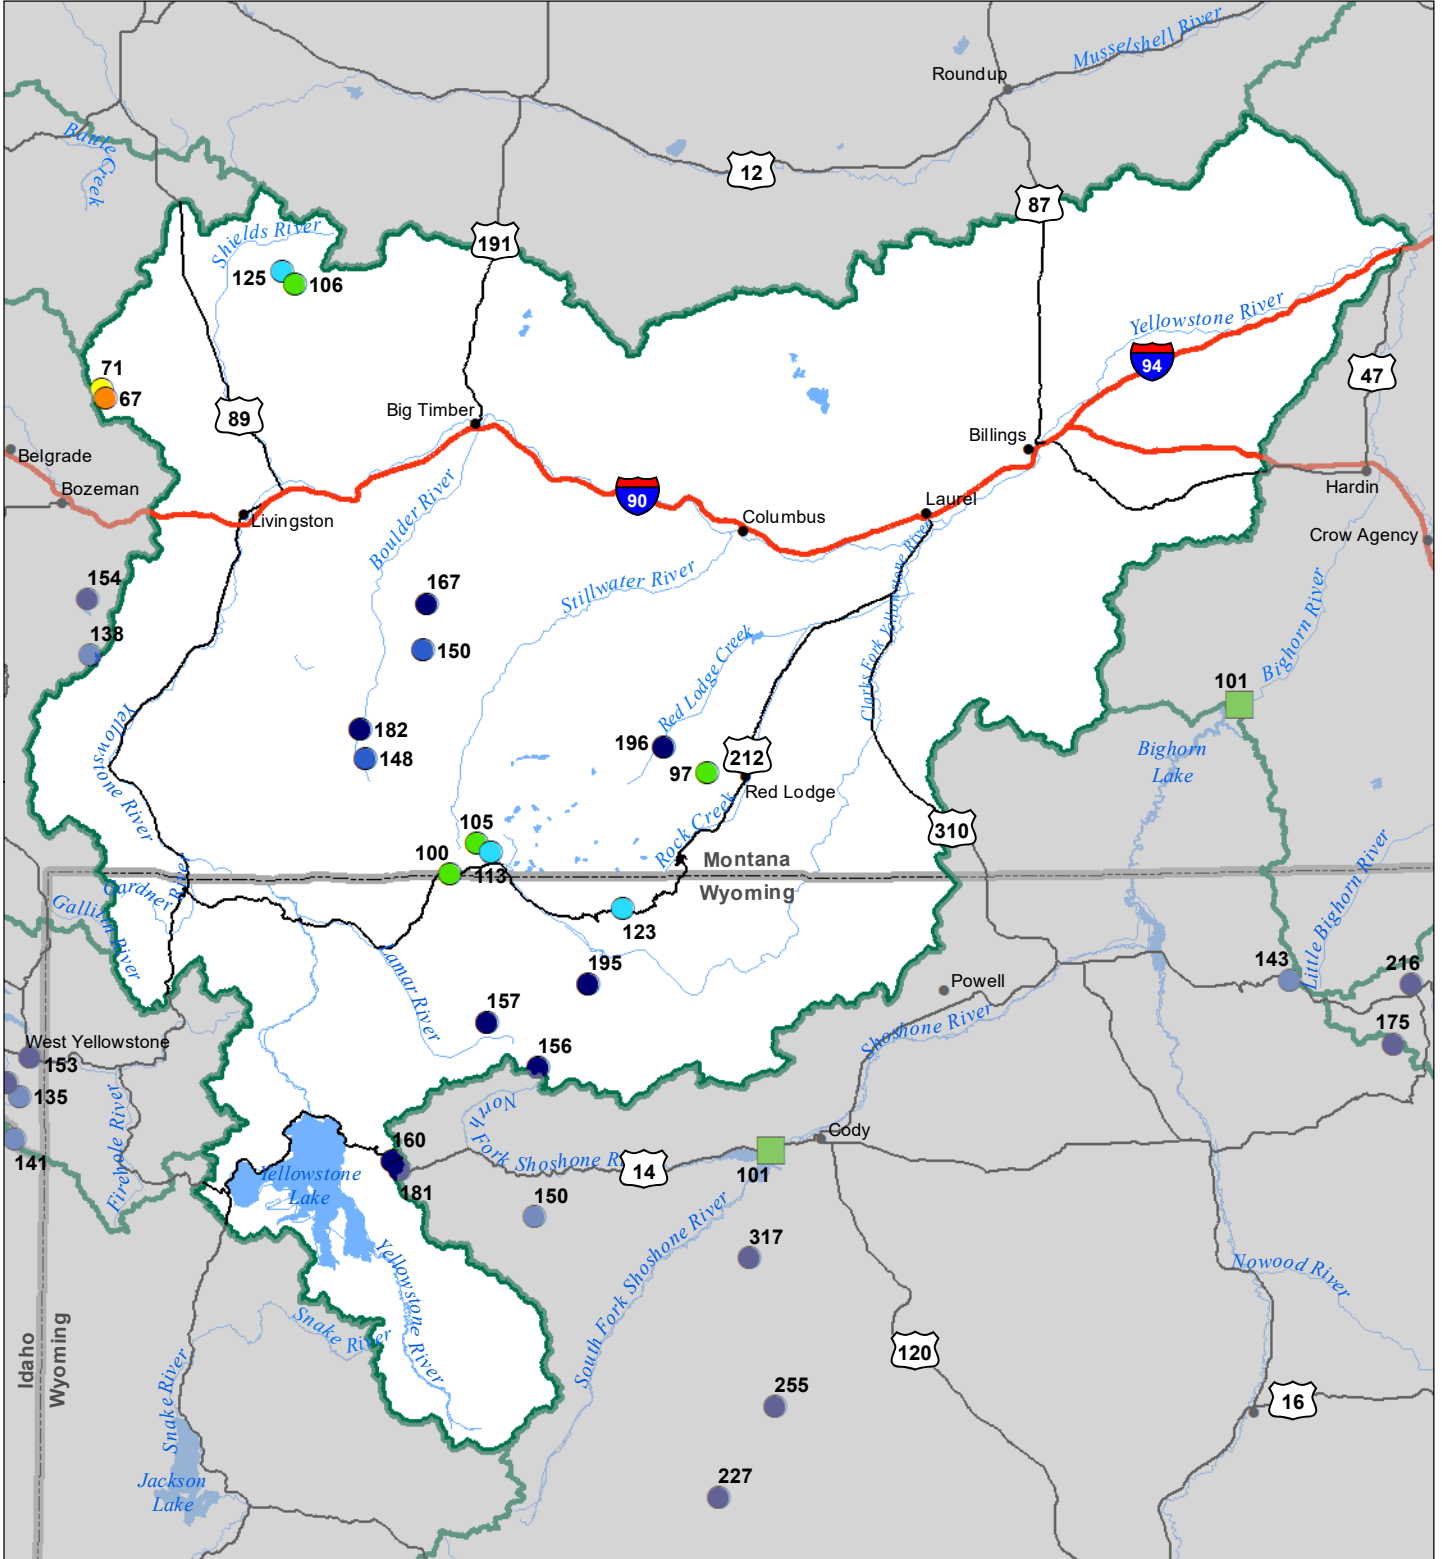 Musselshell River
Roundup
Battle Creek
12
87
Shields River
191
125
106
Yellowstone River
94
47
71
67
89
Big Timber
Billings
Belgrade
Bozeman
90
Laurel
Hardin
Livingston
Columbus
Crow Agency
Boulder River
Stillwater River
154
167
Clarks Fork Yellowstone River
Bighorn River
138
150
Red Lodge Creek
101
Yellowstone River
182
148
196
97
212
Bighorn
Lake
Red Lodge
105
310
Rock Creek
100
113
Montana
Wyoming
Gardner River
Gallatin River
123
Little Bighorn River
Lamar River
195
143
216
Powell
157
Shoshone River
175
West Yellowstone
153
156
135
Firehole River
North Fork Shoshone R
Cody
141
160
14
101
181
Yellowstone
Lake
150
South Fork Shoshone River
317
Yellowstone River
Nowood River
Snake River
Idaho
Wyoming
120
Snake River
255
16
Jackson
Lake
227